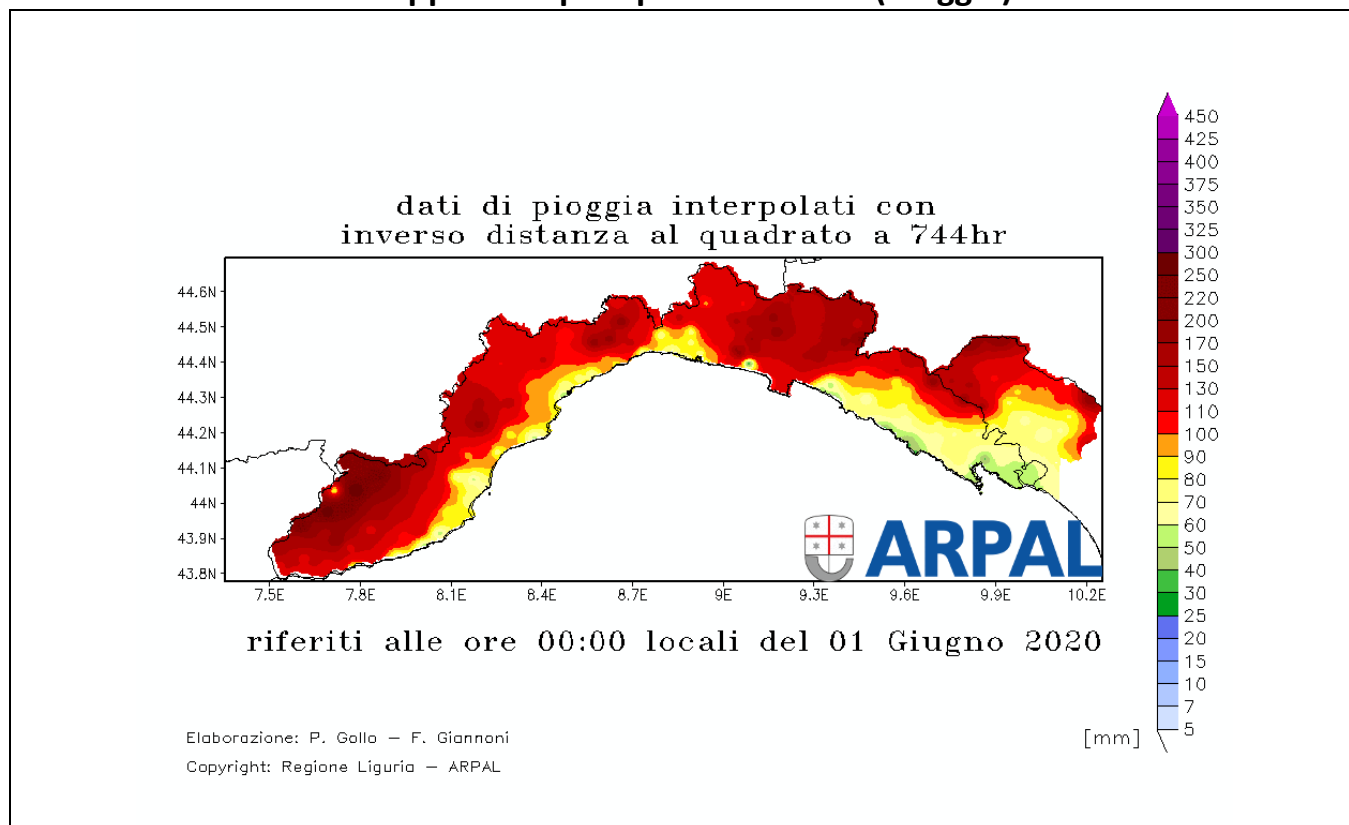 dati di pioggia interpolati con
inverso distanza al quadrato a 744hr
44.6N
44.5N
44.4N
44.3N
44.2N
44.1N
44N
43.9N
43.8N
7.5E 7.8E 8.1E 8.4E 8.7E 9E 9.3E 9.6E 9.9E 10.2E
ARPAL
riferiti alle ore 00:00 locali del 01 Giugno 2020
450
425
400
375
350
325
300
250
220
200
170
150
130
110
100
90
80
70
60
50
40
30
25
20
15
10
7
5
[mm]
Elaborazione: P. Gollo – F. Giannoni
Copyright: Regione Liguria – ARPAL